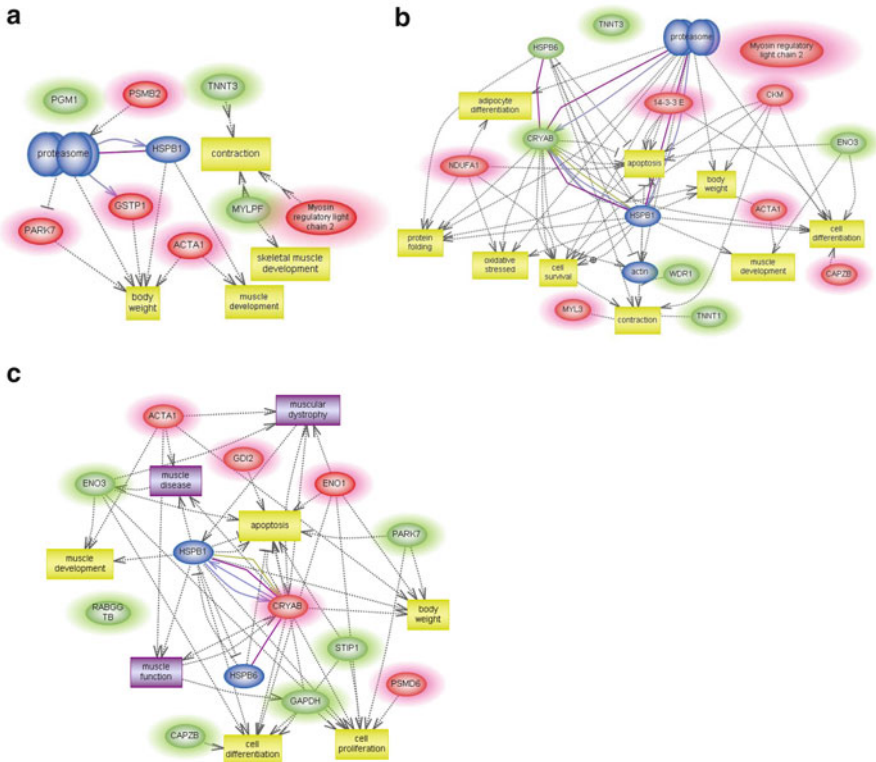 a
PGM1
PSMB2
TNNT3
proteasome
HSPB1
contraction
GSTP1
MYLPF
Myosin
regulatory light
chain 2
PARK7
ACTA1
skeletal muscle
development
body
weight
muscle
development
b
TNNT3
HSPB6
proteasome
Myosin regulatory light
chain 2
adipocyte
differentiation
14-3-3 E
CKM
CRYAB
ENO3
NDUFA1
apoptosis
body
weight
ACTA1
HSPB1
protein
folding
cell
differentiation
oxidative
stressed
cell
survival
actin
WDR1
muscle
development
CAPZB
MYL3
contraction
TNNT1
c
ACTA1
muscular
dystrophy
GDI2
ENO3
muscle
disease
ENO1
apoptosis
PARK7
muscle
development
HSPB1
RABGG
TB
CRYAB
body
weight
STIP1
muscle
function
HSPB6
GAPDH
PSMD6
CAPZB
cell
differentiation
cell
proliferation